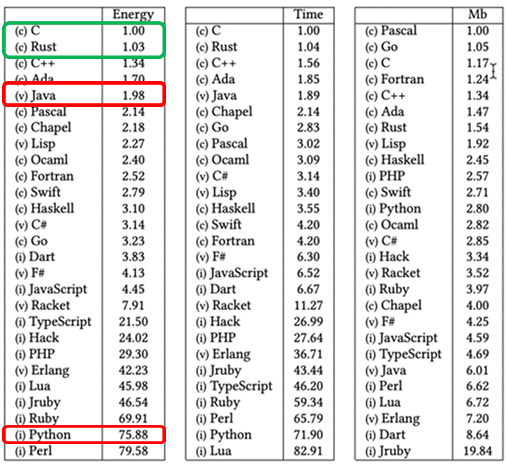 Energy
(c) C 1.00
(c) Rust 1.03
(c) C++ 1.34
(c) Ada 1.70
(v) Java 1.98
(c) Pascal 2.14
(c) Chapel 2.18
(v) Lisp 2.27
(c) Ocaml 2.40
(c) Fortran 2.52
(c) Swift 2.79
(c) Haskell 3.10
(v) C# 3.14
(c) Go 3.23
(i) Dart 3.83
(v) F# 4.13
(i) JavaScript 4.45
(v) Racket 7.91
(i) TypeScript 21.50
(i) Hack 24.02
(i) PHP 29.30
(v) Erlang 42.23
(i) Lua 45.98
(i) Jruby 46.54
(i) Ruby 69.91
(i) Python 75.88
(i) Perl 79.58
Time
(c) C 1.00
(c) Rust 1.04
(c) C++ 1.56
(c) Ada 1.85
(v) Java 1.89
(c) Chapel 2.14
(c) Go 2.83
(c) Pascal 3.02
(c) Ocaml 3.09
(v) C# 3.14
(v) Lisp 3.40
(c) Haskell 3.55
(c) Swift 4.20
(c) Fortran 4.20
(v) F# 6.30
(i) JavaScript 6.52
(i) Dart 6.67
(v) Racket 11.27
(i) Hack 26.99
(i) PHP 27.64
(v) Erlang 36.71
(i) Jruby 43.44
(i) TypeScript 46.20
(i) Ruby 59.34
(i) Perl 65.79
(i) Python 71.90
(i) Lua 82.91
Mb
(c) Pascal 1.00
(c) Go 1.05
(c) C 1.17
(c) Fortran 1.24
(c) C++ 1.34
(c) Ada 1.47
(c) Rust 1.54
(v) Lisp 1.92
(c) Haskell 2.45
(i) PHP 2.57
(c) Swift 2.71
(i) Python 2.80
(c) Ocaml 2.82
(v) C# 2.85
(i) Hack 3.34
(v) Racket 3.52
(i) Ruby 3.97
(c) Chapel 4.00
(v) F# 4.25
(i) JavaScript 4.59
(i) TypeScript 4.69
(v) Java 6.01
(i) Perl 6.62
(i) Lua 6.72
(v) Erlang 7.20
(i) Dart 8.64
(i) Jruby 19.84